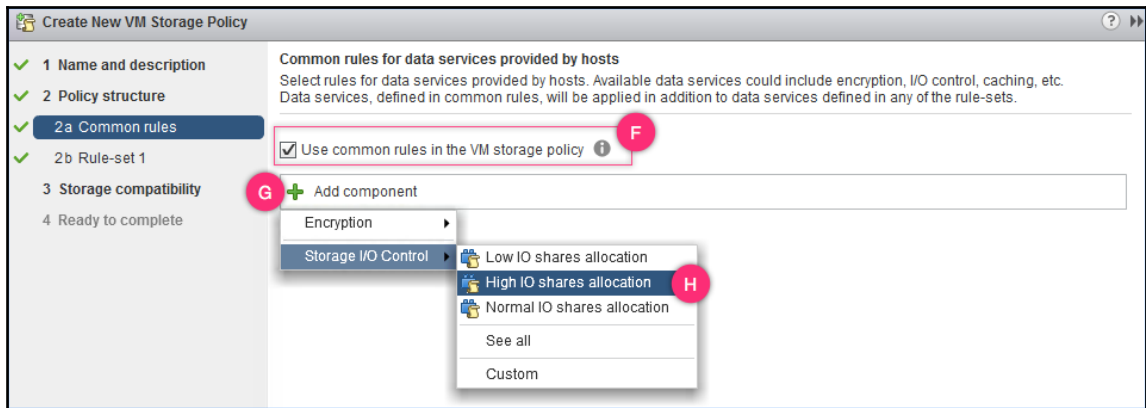 Create New VM Storage Policy
1 Name and description
2 Policy structure
2a Common rules
2b Rule-set 1
3 Storage compatibility
4 Ready to complete
Common rules for data services provided by hosts
Select rules for data services provided by hosts. Available data services could include encryption, I/O control, caching, etc.
Data services, defined in common rules, will be applied in addition to data services defined in any of the rule-sets.
F
Use common rules in the VM storage policy
G
Add component
Encryption
Storage I/O Control
Low IO shares allocation
High IO shares allocation
H
Normal IO shares allocation
See all
Custom